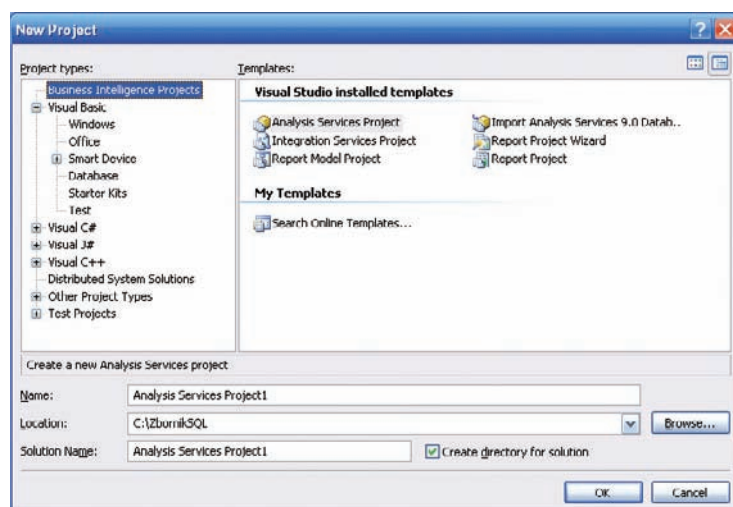 New Project
Project types:
Templates:
Business Intelligence Projects
Visual Basic
Windows
Office
Smart Device
Database
Starter Kits
Test
Visual C#
Visual J#
Visual C++
Distributed System Solutions
Other Project Types
Test Projects
Visual Studio installed templates
Analysis Services Project
Import Analysis Services 9.0 Datab...
Integration Services Project
Report Project Wizard
Report Model Project
Report Project
My Templates
Search Online Templates...
Create a new Analysis Services project
Name:
Analysis Services Project1
Location:
C:\ZbornikSQL
Browse...
Solution Name:
Analysis Services Project1
Create directory for solution
OK
Cancel